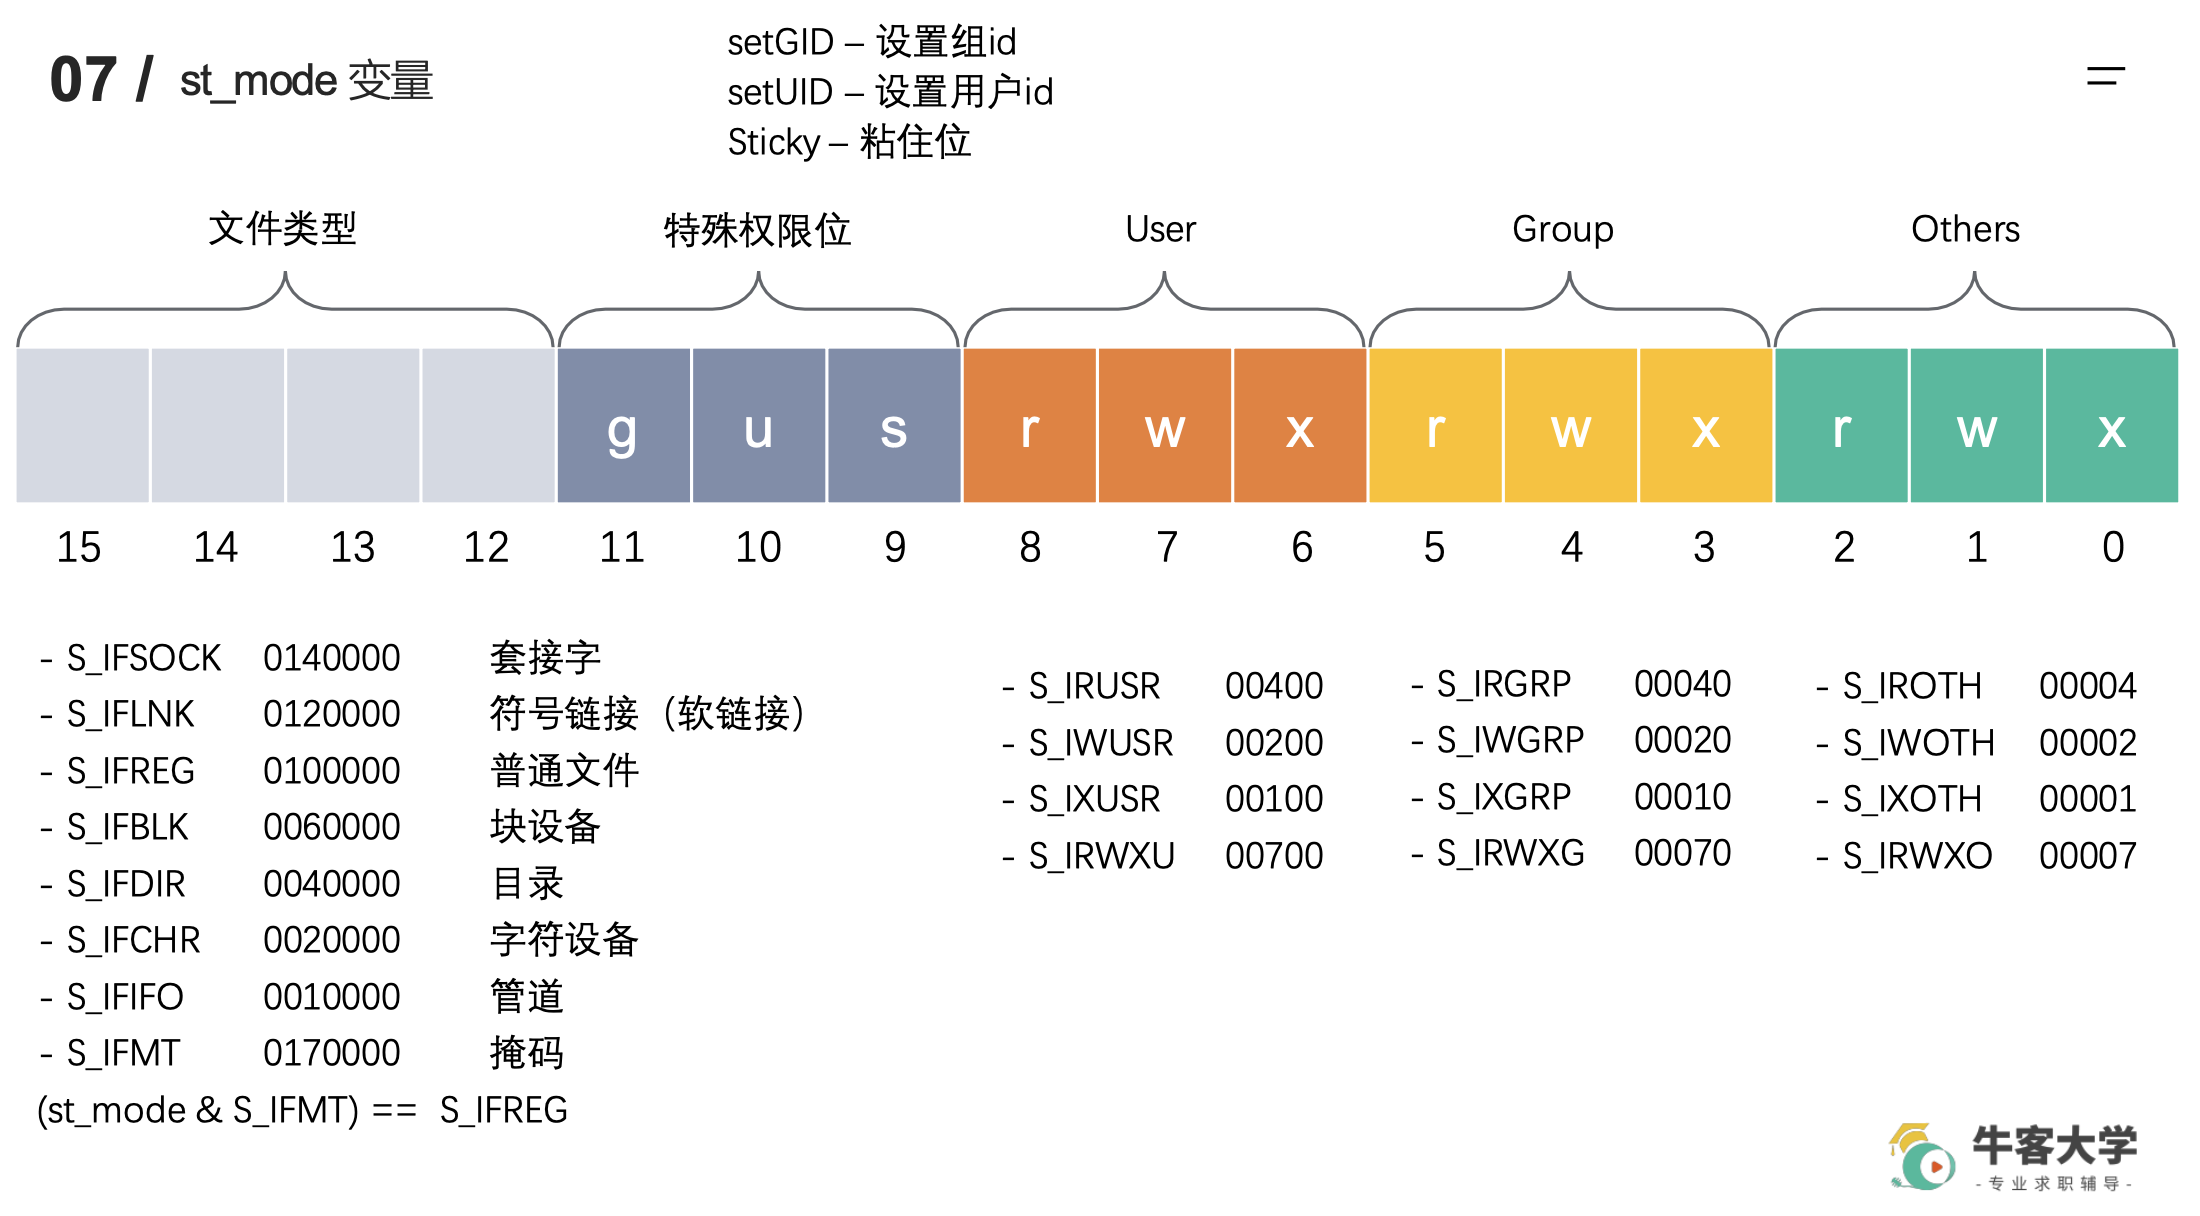 07 / st_mode 变量
setGID – 设置组id
setUID – 设置用户id
Sticky – 粘住位
文件类型 特殊权限位 User Group Others
g u s r w x r w x r w x
15 14 13 12 11 10 9 8 7 6 5 4 3 2 1 0
- S_IFSOCK 0140000 套接字
- S_IFLNK 0120000 符号链接（软链接）
- S_IFREG 0100000 普通文件
- S_IFBLK 0060000 块设备
- S_IFDIR 0040000 目录
- S_IFCHR 0020000 字符设备
- S_IFIFO 0010000 管道
- S_IFMT 0170000 掩码
(st_mode & S_IFMT) == S_IFREG
- S_IRUSR 00400
- S_IWUSR 00200
- S_IXUSR 00100
- S_IRWXU 00700
- S_IRGRP 00040
- S_IWGRP 00020
- S_IXGRP 00010
- S_IRWXG 00070
- S_IROTH 00004
- S_IWOTH 00002
- S_IXOTH 00001
- S_IRWXO 00007
牛客大学
- 专业求职辅导 -